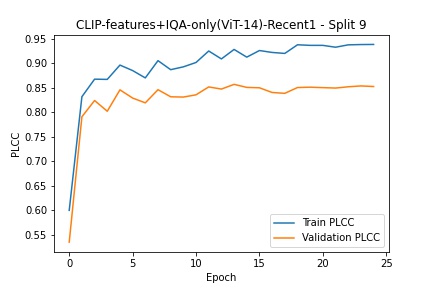 CLIP-features+IQA-only(ViT-14)-Recent1 - Split 9
0.95
0.90
0.85
0.80
0.75
0.70
0.65
0.60
0.55
PLCC
Train PLCC
Validation PLCC
0 5 10 15 20 25
Epoch